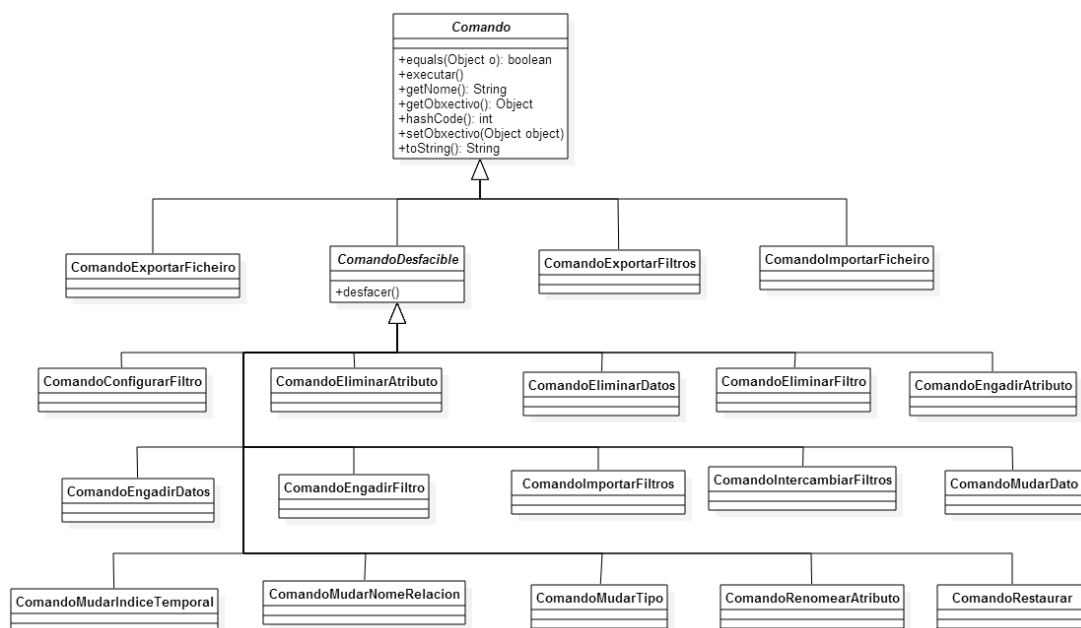 Comando
+equals(Object o): boolean
+executar()
+getNome(): String
+getObxectivo(): Object
+hashCode(): int
+setObxectivo(Object object)
+toString(): String
ComandoExportarFicheiro
ComandoDesfacible
+desfacer()
ComandoExportarFiltros
ComandoImportarFicheiro
ComandoConfigurarFiltro
ComandoEliminarAtributo
ComandoEliminarDatos
ComandoEliminarFiltro
ComandoEngadirAtributo
ComandoEngadirDatos
ComandoEngadirFiltro
ComandoImportarFiltros
ComandoIntercambiarFiltros
ComandoMudarDato
ComandoMudarIndiceTemporal
ComandoMudarNomeRelacion
ComandoMudarTipo
ComandoRenomearAtributo
ComandoRestaurar